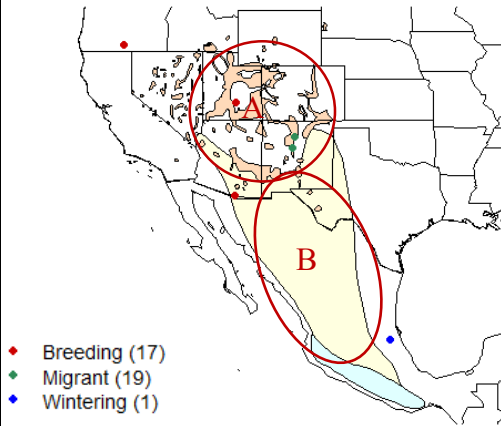 A
B
Breeding (17)
Migrant (19)
Wintering (1)